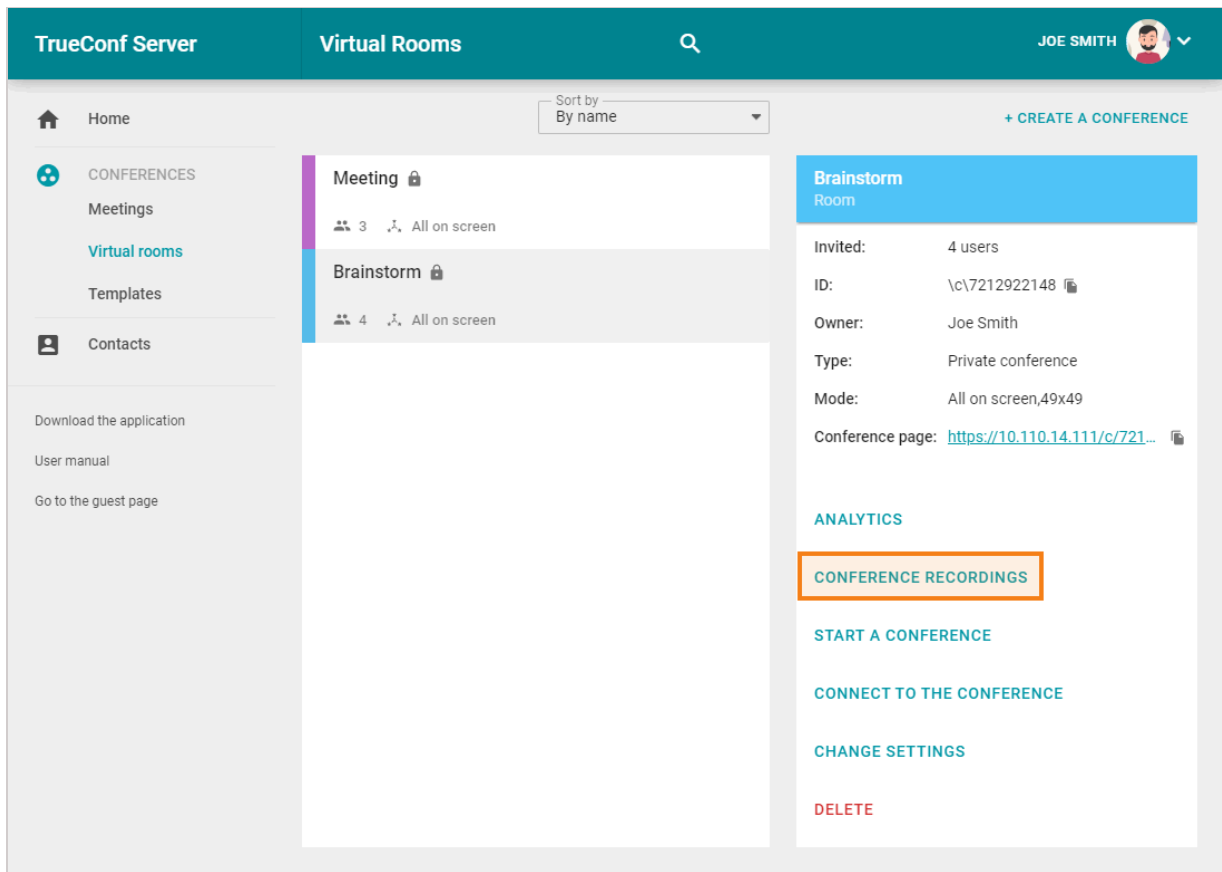 TrueConf Server
Virtual Rooms
JOE SMITH
Home
CONFERENCES
Meetings
Virtual rooms
Templates
Contacts
Download the application
User manual
Go to the guest page
Sort by
By name
+ CREATE A CONFERENCE
Meeting
3 All on screen
Brainstorm
4 All on screen
Brainstorm
Room
Invited: 4 users
ID: \c\7212922148
Owner: Joe Smith
Type: Private conference
Mode: All on screen,49x49
Conference page: https://10.110.14.111/c/721...
ANALYTICS
CONFERENCE RECORDINGS
START A CONFERENCE
CONNECT TO THE CONFERENCE
CHANGE SETTINGS
DELETE